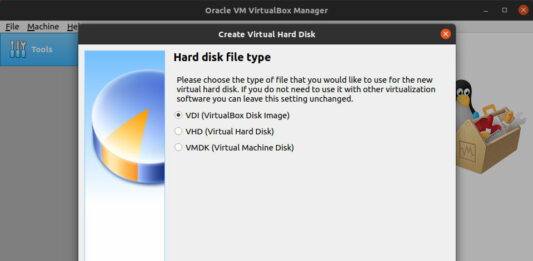 Oracle VM VirtualBox Manager
Create Virtual Hard Disk
File Machine He
Tools
Hard disk file type
Please choose the type of file that you would like to use for the new
virtual hard disk. If you do not need to use it with other virtualization
software you can leave this setting unchanged.
VDI (VirtualBox Disk Image)
VHD (Virtual Hard Disk)
VMDK (Virtual Machine Disk)
VM